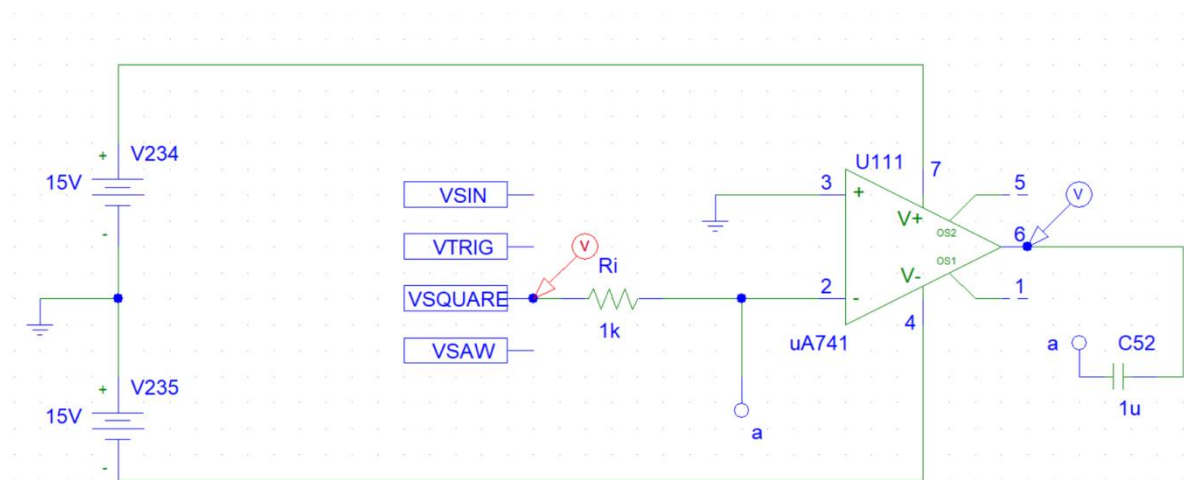 + V234
15V
-
VSIN
VTRIG
VSQUARE
VSAW
V
Ri
1k
U111
3
+
7
V+
OS2
5
V
6
OS1
V-
2
-
1
4
uA741
a
a
C52
1u
+ V235
15V
-